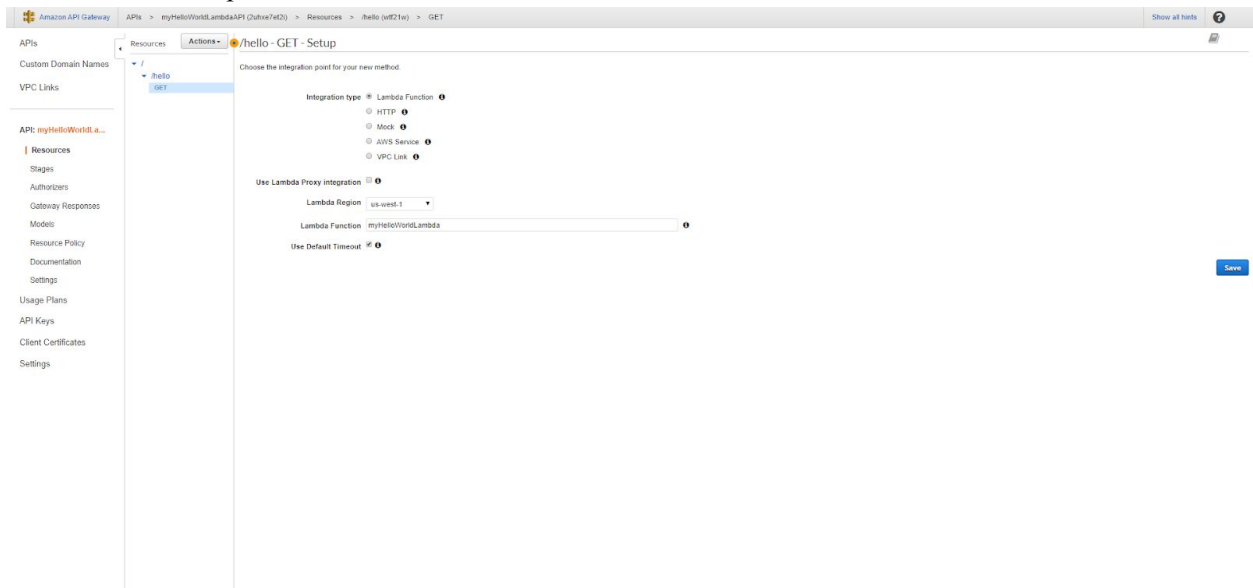 Amazon API Gateway
APIs > myHelloWorldLambdaAPI (2uhxe7et2i) > Resources > /hello (wtf21w) > GET
Show all hints
?
APIs
Custom Domain Names
VPC Links
API: myHelloWorldLa...
Resources
Stages
Authorizers
Gateway Responses
Models
Resource Policy
Documentation
Settings
Usage Plans
API Keys
Client Certificates
Settings
Resources
Actions
/
/hello
GET
/hello - GET - Setup
Choose the integration point for your new method.
Integration type Lambda Function
HTTP
Mock
AWS Service
VPC Link
Use Lambda Proxy integration
Lambda Region us-west-1
Lambda Function myHelloWorldLambda
Use Default Timeout
Save